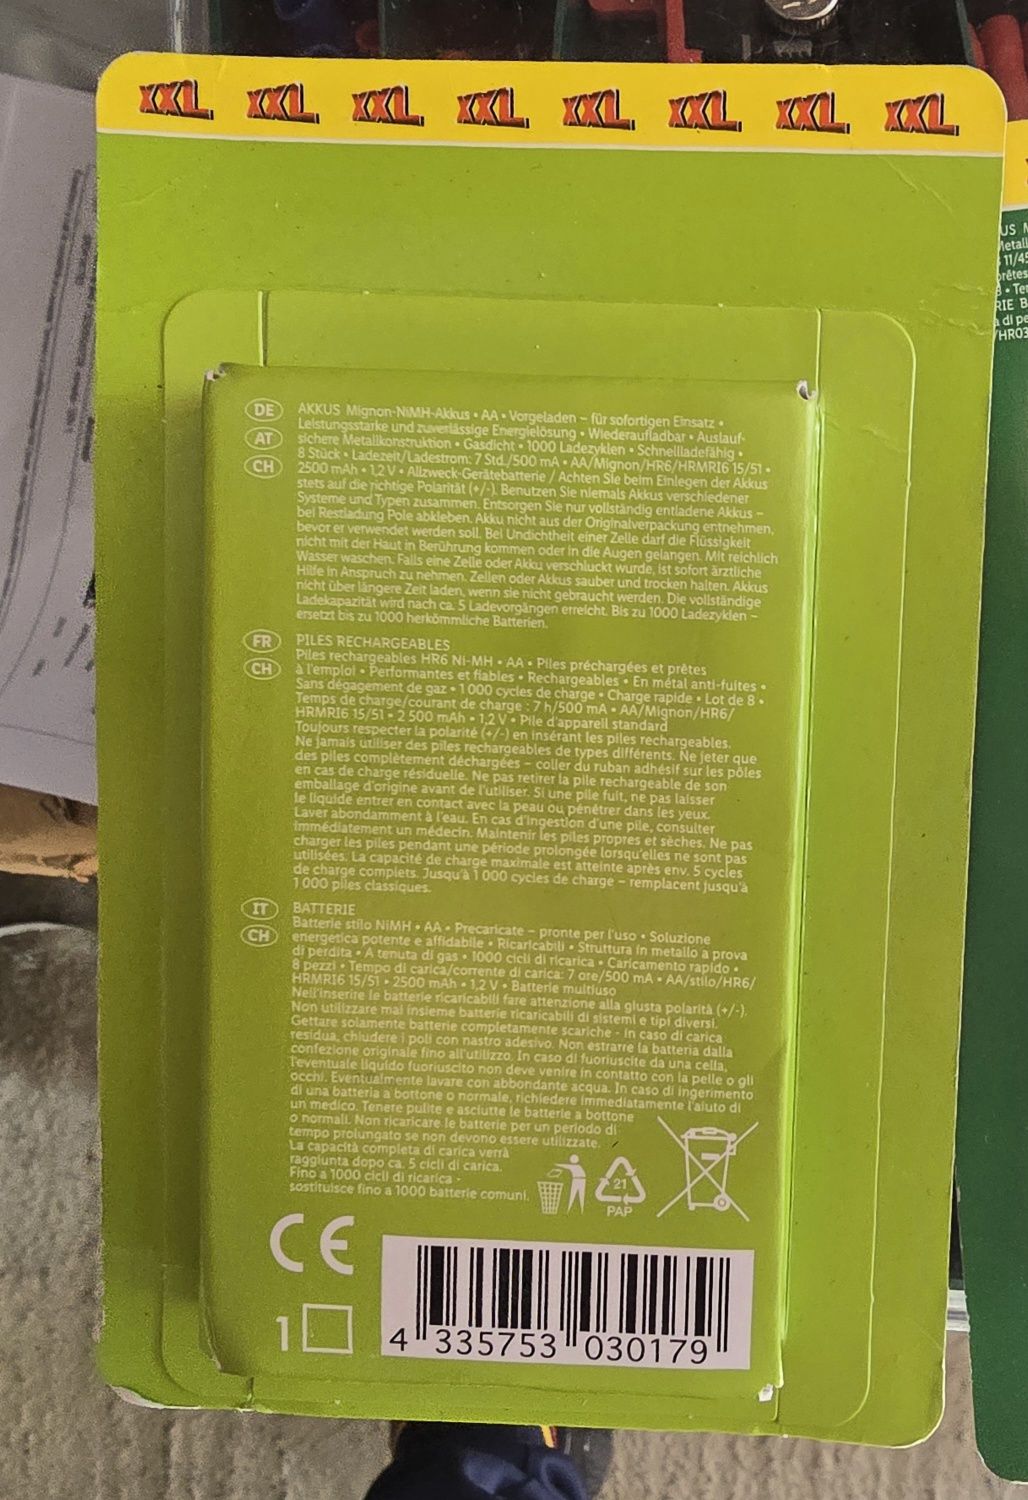 XXL XXL XXL XXL XXL XXL XXL XXL
DE
AT
CH
AKKUS Mignon-NiMH-Akkus • AA • Vorgeladen – für sofortigen Einsatz •
Leistungsstarke und zuverlässige Energielösung • Wiederaufladbar • Auslauf-
sichere Metallkonstruktion • Gasdicht • 1000 Ladezyklen • Schnellladefähig •
8 Stück • Ladezeit/Ladestrom: 7 Std./500 mA • AA/Mignon/HR6/HRMRI6 15/51 •
2500 mAh • 1,2 V • Allzweck-Gerätebatterie / Achten Sie beim Einlegen der Akkus
stets auf die richtige Polarität (+/-). Benutzen Sie niemals Akkus verschiedener
Systeme und Typen zusammen. Entsorgen Sie nur vollständig entladene Akkus –
bei Restladung Pole abkleben. Akku nicht aus der Originalverpackung entnehmen,
bevor er verwendet werden soll. Bei Undichtheit einer Zelle darf die Flüssigkeit
nicht mit der Haut in Berührung kommen oder in die Augen gelangen. Mit reichlich
Wasser waschen. Falls eine Zelle oder Akku verschluckt wurde, ist sofort ärztliche
Hilfe in Anspruch zu nehmen. Zellen oder Akkus sauber und trocken halten. Akkus
nicht über längere Zeit laden, wenn sie nicht gebraucht werden. Die vollständige
Ladekapazität wird nach ca. 5 Ladevorgängen erreicht. Bis zu 1000 Ladezyklen –
ersetzt bis zu 1000 herkömmliche Batterien.
FR
CH
PILES RECHARGEABLES
Piles rechargeables HR6 Ni-MH • AA • Piles préchargées et prêtes
à l'emploi • Performantes et fiables • Rechargeables • En métal anti-fuites •
Sans dégagement de gaz • 1 000 cycles de charge • Charge rapide • Lot de 8 •
Temps de charge/courant de charge : 7 h/500 mA • AA/Mignon/HR6/
HRMRI6 15/51 • 2 500 mAh • 1,2 V • Pile d'appareil standard
Toujours respecter la polarité (+/-) en insérant les piles rechargeables.
Ne jamais utiliser des piles rechargeables de types différents. Ne jeter que
des piles complètement déchargées – coller du ruban adhésif sur les pôles
en cas de charge résiduelle. Ne pas retirer la pile rechargeable de son
emballage d'origine avant de l'utiliser. Si une pile fuit, ne pas laisser
le liquide entrer en contact avec la peau ou pénétrer dans les yeux.
Laver abondamment à l'eau. En cas d'ingestion d'une pile, consulter
immédiatement un médecin. Maintenir les piles propres et sèches. Ne pas
charger les piles pendant une période prolongée lorsqu'elles ne sont pas
utilisées. La capacité de charge maximale est atteinte après env. 5 cycles
de charge complets. Jusqu'à 1 000 cycles de charge – remplacent jusqu'à
1 000 piles classiques.
IT
CH
BATTERIE
Batterie stilo NiMH • AA • Precaricate – pronte per l'uso • Soluzione
energetica potente e affidabile • Ricaricabili • Struttura in metallo a prova
di perdita • A tenuta di gas • 1000 cicli di ricarica • Caricamento rapido •
8 pezzi • Tempo di carica/corrente di carica: 7 ore/500 mA • AA/stilo/HR6/
HRMRI6 15/51 • 2500 mAh • 1,2 V • Batterie multiuso
Nell'inserire le batterie ricaricabili fare attenzione alla giusta polarità (+/-).
Non utilizzare mai insieme batterie ricaricabili di sistemi e tipi diversi.
Gettare solamente batterie completamente scariche - in caso di carica
residua, chiudere i poli con nastro adesivo. Non estrarre la batteria dalla
confezione originale fino all'utilizzo. In caso di fuoriuscite da una cella,
l'eventuale liquido fuoriuscito non deve venire in contatto con la pelle o gli
occhi. Eventualmente lavare con abbondante acqua. In caso di ingerimento
di una batteria a bottone o normale, richiedere immediatamente l'aiuto di
un medico. Tenere pulite e asciutte le batterie a bottone
o normali. Non ricaricare le batterie per un periodo di
tempo prolungato se non devono essere utilizzate.
La capacità completa di carica verrà
raggiunta dopo ca. 5 cicli di carica.
Fino a 1000 cicli di ricarica -
sostituisce fino a 1000 batterie comuni.
21
PAP
CE
1
4 335753 030179